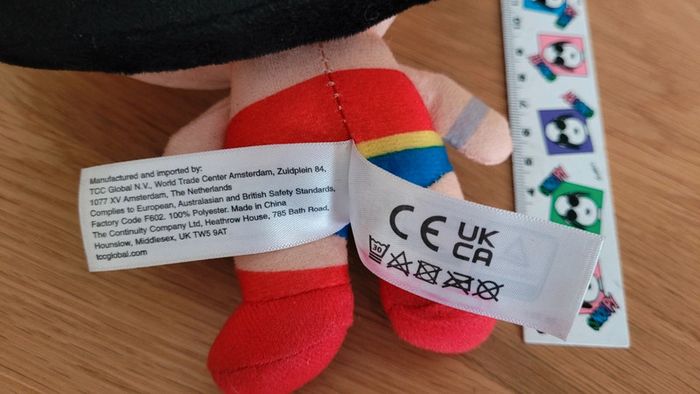 Manufactured and imported by:
TCC Global N.V., World Trade Center Amsterdam, Zuidplein 84,
1077 XV Amsterdam, The Netherlands
Complies to European, Australasian and British Safety Standards,
Factory Code F602. 100% Polyester. Made in China
The Continuity Company Ltd, Heathrow House, 785 Bath Road,
Hounslow, Middlesex, UK TW5 9AT
tccglobal.com
CE UK
CA
30